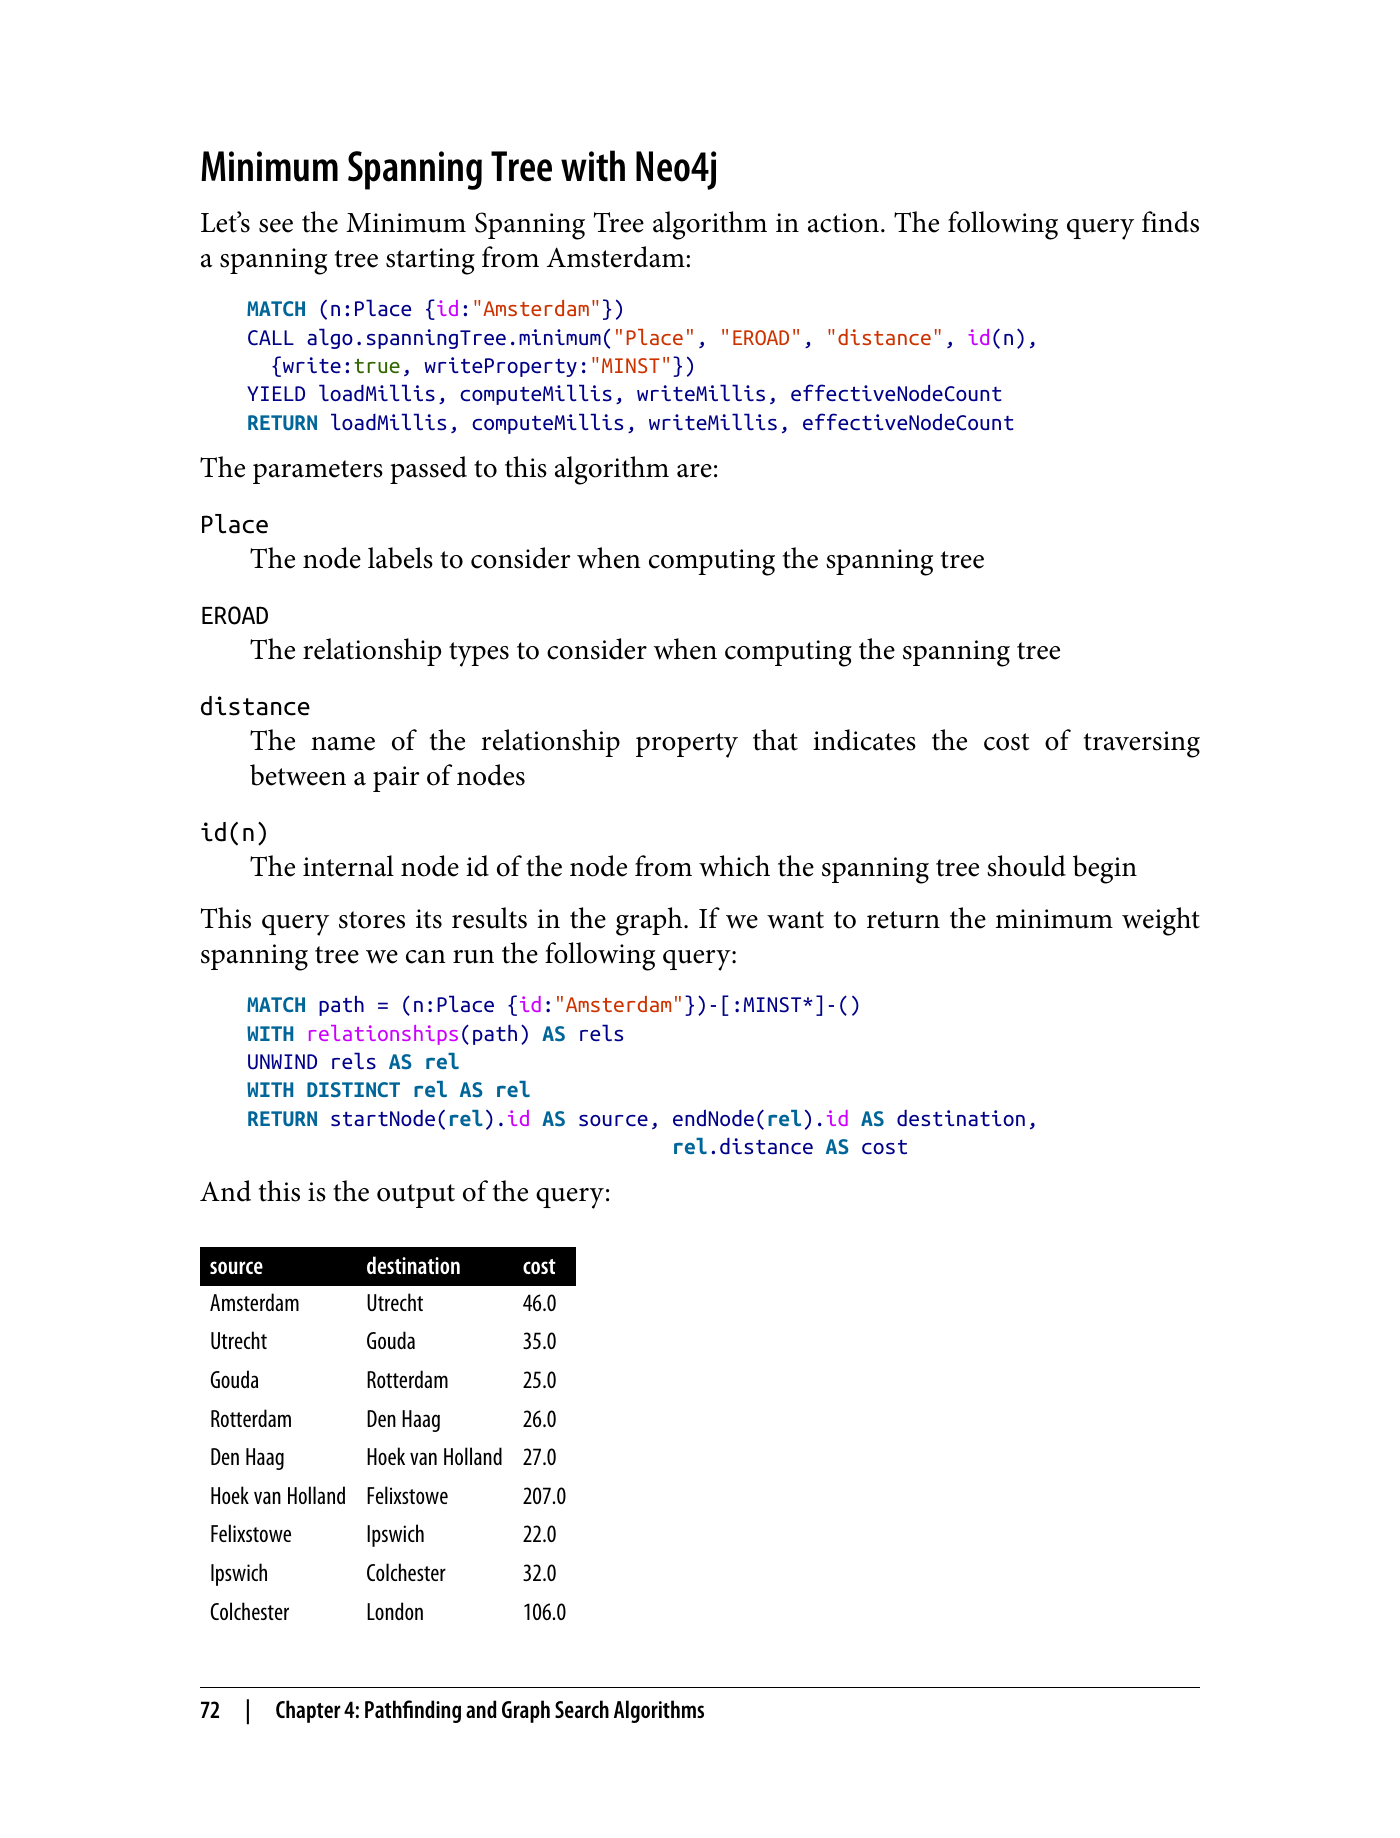 Minimum Spanning Tree with Neo4j
Let’s see the Minimum Spanning Tree algorithm in action. The following query finds
a spanning tree starting from Amsterdam:
MATCH (n:Place {id:"Amsterdam"})
CALL algo.spanningTree.minimum("Place", "EROAD", "distance", id(n),
  {write:true, writeProperty:"MINST"})
YIELD loadMillis, computeMillis, writeMillis, effectiveNodeCount
RETURN loadMillis, computeMillis, writeMillis, effectiveNodeCount
The parameters passed to this algorithm are:
Place
The node labels to consider when computing the spanning tree
EROAD
The relationship types to consider when computing the spanning tree
distance
The name of the relationship property that indicates the cost of traversing
between a pair of nodes
id(n)
The internal node id of the node from which the spanning tree should begin
This query stores its results in the graph. If we want to return the minimum weight
spanning tree we can run the following query:
MATCH path = (n:Place {id:"Amsterdam"})-[:MINST*]-()
WITH relationships(path) AS rels
UNWIND rels AS rel
WITH DISTINCT rel AS rel
RETURN startNode(rel).id AS source, endNode(rel).id AS destination,
rel.distance AS cost
And this is the output of the query:
source destination cost
Amsterdam Utrecht 46.0
Utrecht Gouda 35.0
Gouda Rotterdam 25.0
Rotterdam Den Haag 26.0
Den Haag Hoek van Holland 27.0
Hoek van Holland Felixstowe 207.0
Felixstowe Ipswich 22.0
Ipswich Colchester 32.0
Colchester London 106.0
72 | Chapter 4: Pathfinding and Graph Search Algorithms